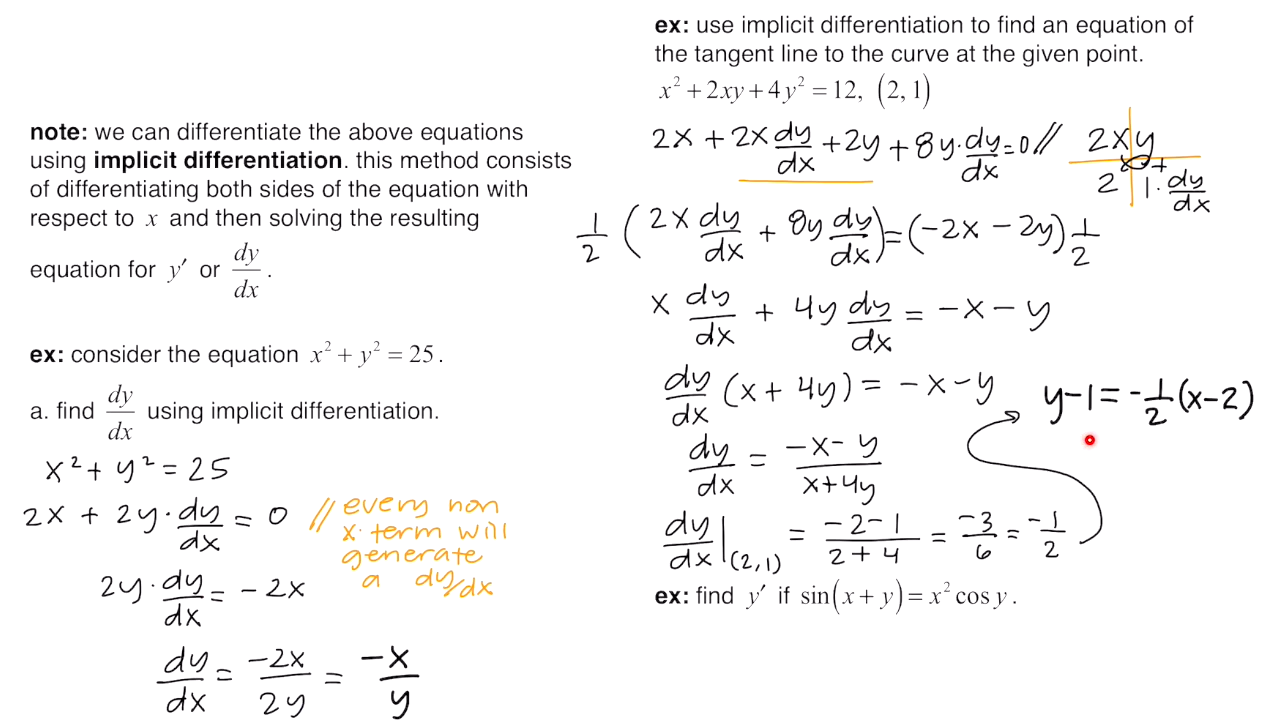 note: we can differentiate the above equations
using implicit differentiation. this method consists
of differentiating both sides of the equation with
respect to x and then solving the resulting
equation for y′ or dy/dx.
ex: consider the equation x² + y² = 25.
a. find dy/dx using implicit differentiation.
x² + y² = 25
2x + 2y · dy/dx = 0 // every non
x-term will
generate
a dy/dx
2y · dy/dx = -2x
dy/dx = -2x/2y = -x/y
ex: use implicit differentiation to find an equation of
the tangent line to the curve at the given point.
x² + 2xy + 4y² = 12, (2, 1)
2x + 2x dy/dx + 2y + 8y · dy/dx = 0 //
2x y
2 1 · dy/dx
1/2 (2x dy/dx + 8y dy/dx) = (-2x - 2y) 1/2
x dy/dx + 4y dy/dx = -x - y
dy/dx (x + 4y) = -x - y
y - 1 = -1/2 (x - 2)
dy/dx = (-x - y)/(x + 4y)
dy/dx |(2,1) = (-2 - 1)/(2 + 4) = -3/6 = -1/2
ex: find y′ if sin(x + y) = x² cos y.